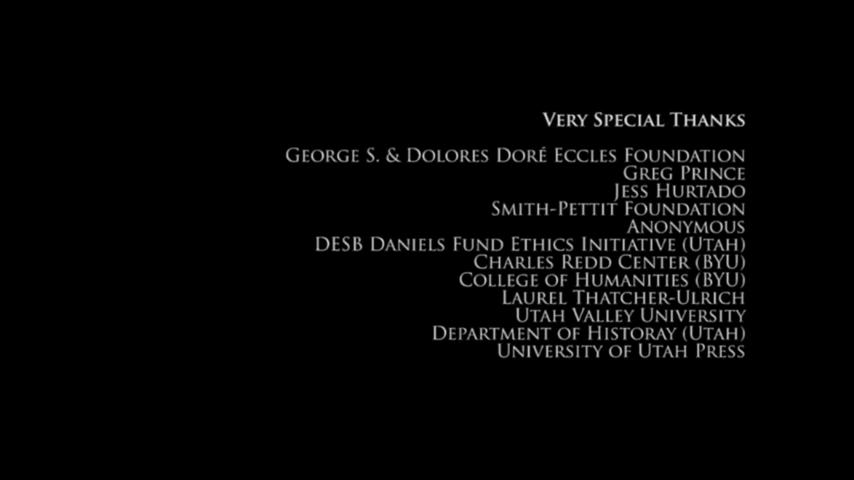 Very Special Thanks
George S. & Dolores Doré Eccles Foundation
Greg Prince
Jess Hurtado
Smith-Pettit Foundation
Anonymous
DESB Daniels Fund Ethics Initiative (Utah)
Charles Redd Center (BYU)
College of Humanities (BYU)
Laurel Thatcher-Ulrich
Utah Valley University
Department of Historay (Utah)
University of Utah Press